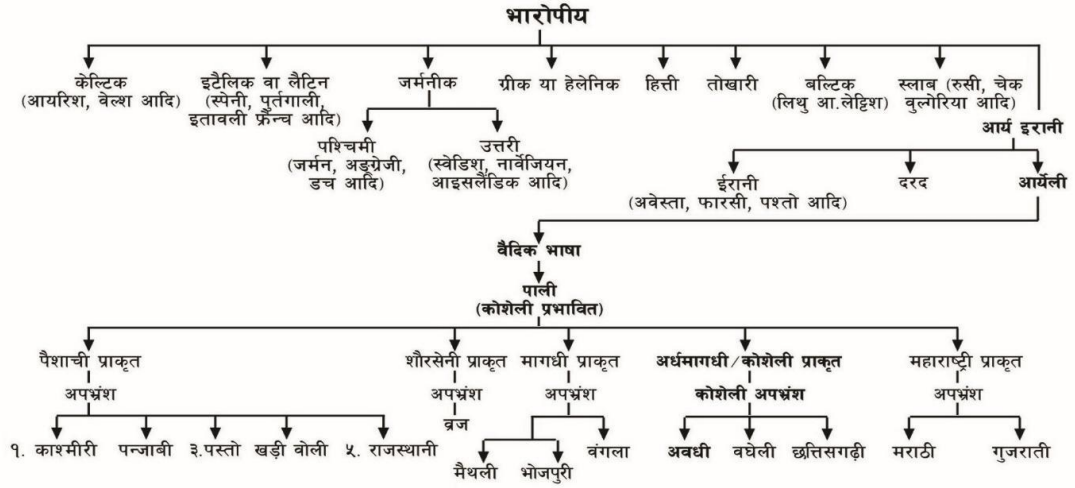 भारोपीय
केल्टिक
(आयरिश, वेल्श आदि)
इटैलिक वा लैटिन
(स्पेनी, पुर्तगाली,
इतावली फ्रैन्च आदि)
जर्मनीक
ग्रीक या हेलेनिक
हित्ती
तोखारी
बल्टिक
(लिथु आ.लेट्टिश)
स्लाब (रुसी, चेक
वुल्गेरिया आदि)
पश्चिमी
(जर्मन, अङ्ग्रेजी,
डच आदि)
उत्तरी
(स्वेडिश, नार्वेजियन,
आइसलैंडिक आदि)
आर्य इरानी
ईरानी
(अवेस्ता, फारसी, पश्तो आदि)
दरद
आर्येली
वैदिक भाषा
पाली
(कोशेली प्रभावित)
पैशाची प्राकृत
शौरसेनी प्राकृत
मागधी प्राकृत
अर्धमागधी/कोशेली प्राकृत
महाराष्ट्री प्राकृत
अपभ्रंश
अपभ्रंश
अपभ्रंश
कोशेली अपभ्रंश
अपभ्रंश
ब्रज
१. काश्मीरी
पन्जाबी
३.पस्तो
खड़ी बोली
५. राजस्थानी
मैथली
भोजपुरी
वंगला
अवधी
वघेली
छत्तिसगढ़ी
मराठी
गुजराती